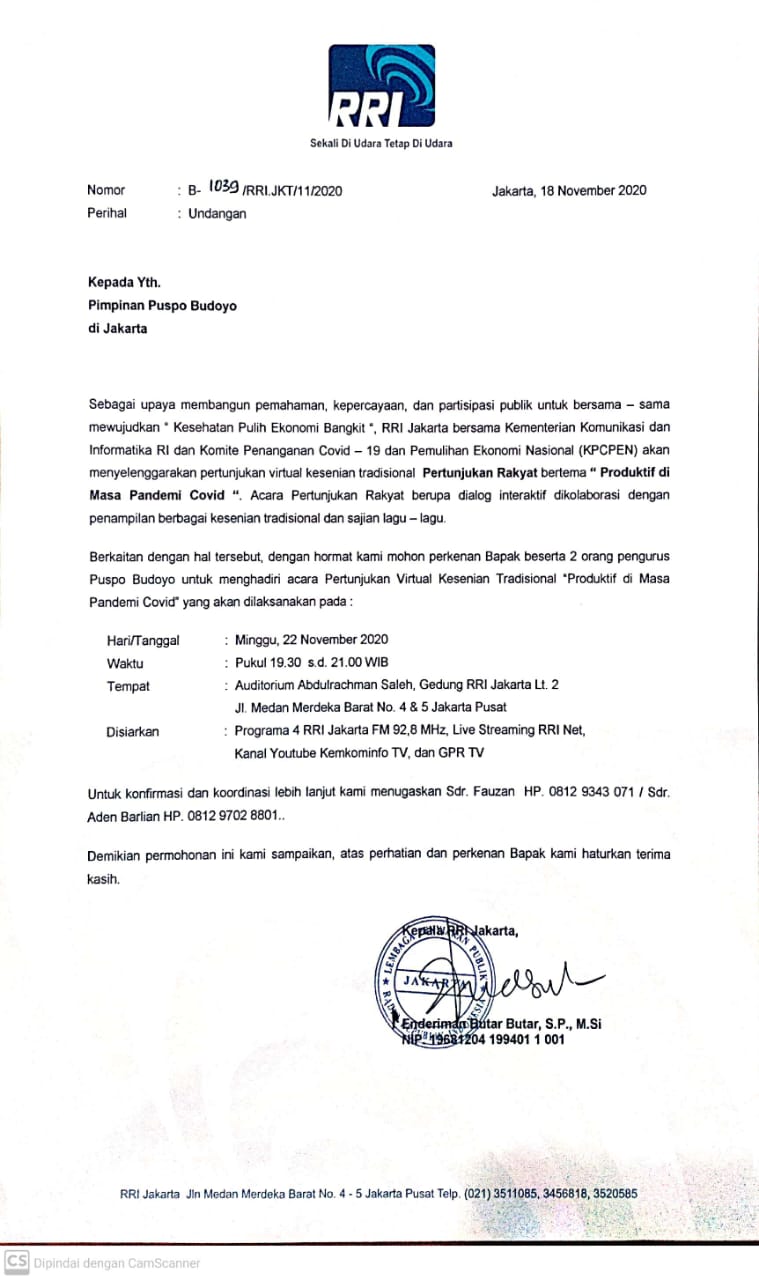 RRI
Sekali Di Udara Tetap Di Udara
Nomor : B- 1039 /RRI.JKT/11/2020 Jakarta, 18 November 2020
Perihal : Undangan
Kepada Yth.
Pimpinan Puspo Budoyo
di Jakarta
Sebagai upaya membangun pemahaman, kepercayaan, dan partisipasi publik untuk bersama – sama
mewujudkan " Kesehatan Pulih Ekonomi Bangkit ", RRI Jakarta bersama Kementerian Komunikasi dan
Informatika RI dan Komite Penanganan Covid – 19 dan Pemulihan Ekonomi Nasional (KPCPEN) akan
menyelenggarakan pertunjukan virtual kesenian tradisional Pertunjukan Rakyat bertema “ Produktif di
Masa Pandemi Covid “. Acara Pertunjukan Rakyat berupa dialog interaktif dikolaborasi dengan
penampilan berbagai kesenian tradisional dan sajian lagu – lagu.
Berkaitan dengan hal tersebut, dengan hormat kami mohon perkenan Bapak beserta 2 orang pengurus
Puspo Budoyo untuk menghadiri acara Pertunjukan Virtual Kesenian Tradisional "Produktif di Masa
Pandemi Covid" yang akan dilaksanakan pada :
Hari/Tanggal : Minggu, 22 November 2020
Waktu : Pukul 19.30 s.d. 21.00 WIB
Tempat : Auditorium Abdulrachman Saleh, Gedung RRI Jakarta Lt. 2
Jl. Medan Merdeka Barat No. 4 & 5 Jakarta Pusat
Disiarkan : Programa 4 RRI Jakarta FM 92,8 MHz, Live Streaming RRI Net,
Kanal Youtube Kemkominfo TV, dan GPR TV
Untuk konfirmasi dan koordinasi lebih lanjut kami menugaskan Sdr. Fauzan HP. 0812 9343 071 / Sdr.
Aden Barlian HP. 0812 9702 8801..
Demikian permohonan ini kami sampaikan, atas perhatian dan perkenan Bapak kami haturkan terima
kasih.
Kepala RRI Jakarta,
LEMBAGA PENYIARAN PUBLIK
JAKARTA
RADIO REPUBLIK INDONESIA
Enderiman Butar Butar, S.P., M.Si
NIP. 19681204 199401 1 001
RRI Jakarta Jln Medan Merdeka Barat No. 4 - 5 Jakarta Pusat Telp. (021) 3511085, 3456818, 3520585
CS Dipindai dengan CamScanner